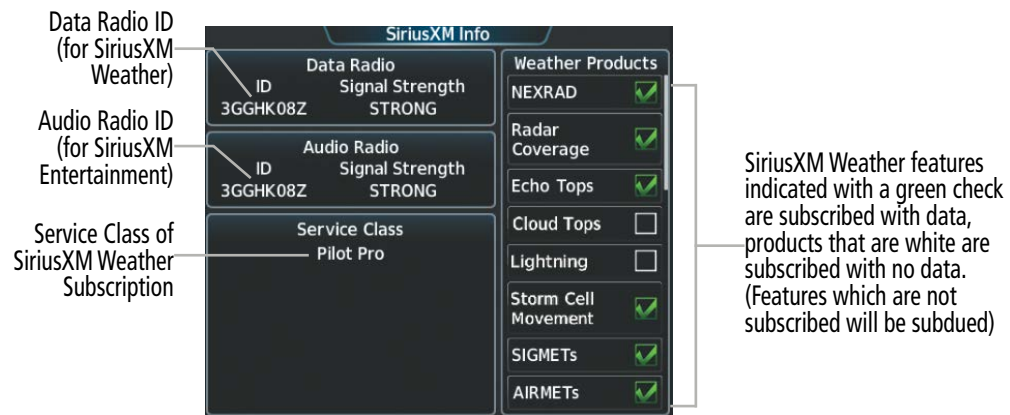 Data Radio ID
(for SiriusXM
Weather)
Audio Radio ID
(for SiriusXM
Entertainment)
Service Class of
SiriusXM Weather
Subscription
SiriusXM Info
Data Radio
ID Signal Strength
3GGHK08Z STRONG
Audio Radio
ID Signal Strength
3GGHK08Z STRONG
Service Class
Pilot Pro
Weather Products
NEXRAD
Radar
Coverage
Echo Tops
Cloud Tops
Lightning
Storm Cell
Movement
SIGMETs
AIRMETs
SiriusXM Weather features
indicated with a green check
are subscribed with data,
products that are white are
subscribed with no data.
(Features which are not
subscribed will be subdued)